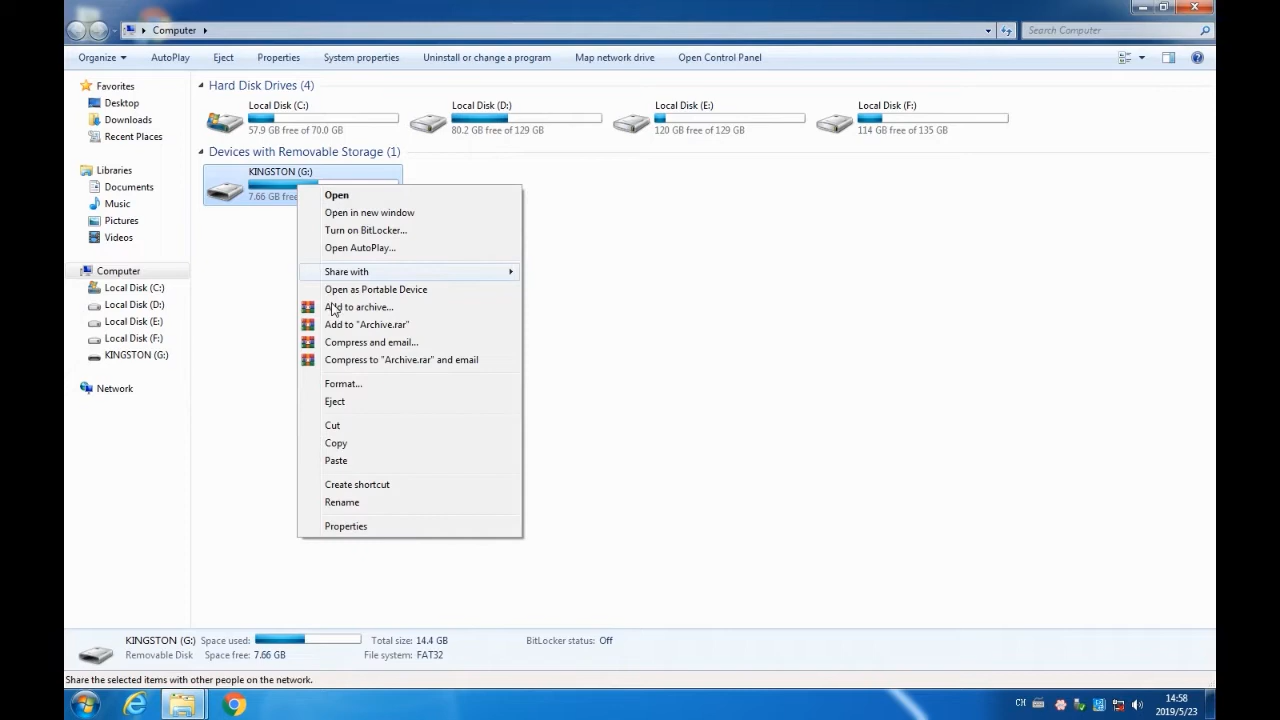 Computer
Search Computer
Organize AutoPlay Eject Properties System properties Uninstall or change a program Map network drive Open Control Panel
Favorites
Desktop
Downloads
Recent Places
Libraries
Documents
Music
Pictures
Videos
Computer
Local Disk (C:)
Local Disk (D:)
Local Disk (E:)
Local Disk (F:)
KINGSTON (G:)
Network
Hard Disk Drives (4)
Local Disk (C:)
57.9 GB free of 70.0 GB
Local Disk (D:)
80.2 GB free of 129 GB
Local Disk (E:)
120 GB free of 129 GB
Local Disk (F:)
114 GB free of 135 GB
Devices with Removable Storage (1)
KINGSTON (G:)
7.66 GB free
Open
Open in new window
Turn on BitLocker...
Open AutoPlay...
Share with
Open as Portable Device
Add to archive...
Add to "Archive.rar"
Compress and email...
Compress to "Archive.rar" and email
Format...
Eject
Cut
Copy
Paste
Create shortcut
Rename
Properties
KINGSTON (G:) Space used: Total size: 14.4 GB BitLocker status: Off
Removable Disk Space free: 7.66 GB File system: FAT32
Share the selected items with other people on the network.
CH
14:58
2019/5/23